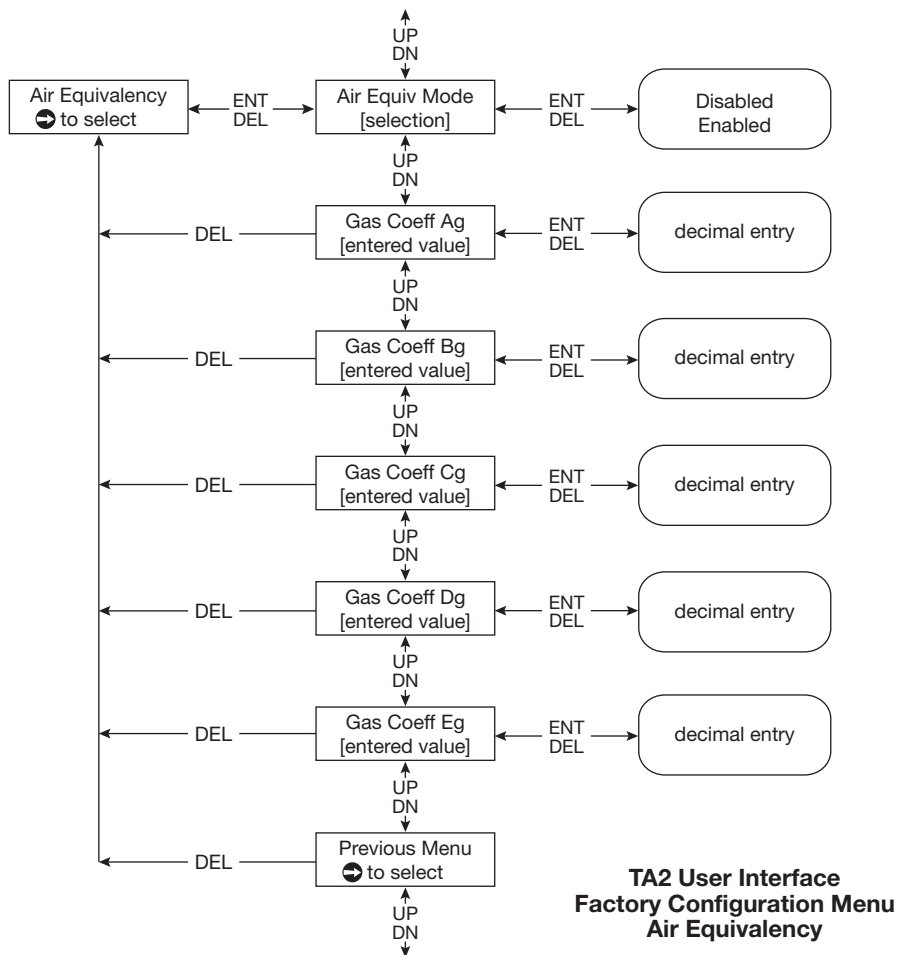 UP
DN
Air Equivalency
to select
ENT
DEL
Air Equiv Mode
[selection]
ENT
DEL
Disabled
Enabled
UP
DN
DEL
Gas Coeff Ag
[entered value]
ENT
DEL
decimal entry
UP
DN
DEL
Gas Coeff Bg
[entered value]
ENT
DEL
decimal entry
UP
DN
DEL
Gas Coeff Cg
[entered value]
ENT
DEL
decimal entry
UP
DN
DEL
Gas Coeff Dg
[entered value]
ENT
DEL
decimal entry
UP
DN
DEL
Gas Coeff Eg
[entered value]
ENT
DEL
decimal entry
UP
DN
DEL
Previous Menu
to select
UP
DN
TA2 User Interface
Factory Configuration Menu
Air Equivalency